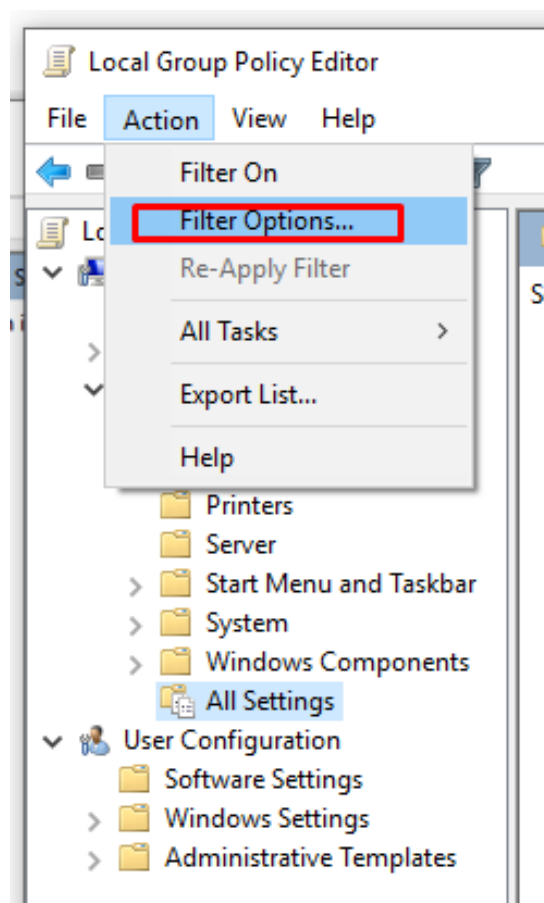 Local Group Policy Editor
File Action View Help
Filter On
Filter Options...
Re-Apply Filter
All Tasks
Export List...
Help
Printers
Server
Start Menu and Taskbar
System
Windows Components
All Settings
User Configuration
Software Settings
Windows Settings
Administrative Templates